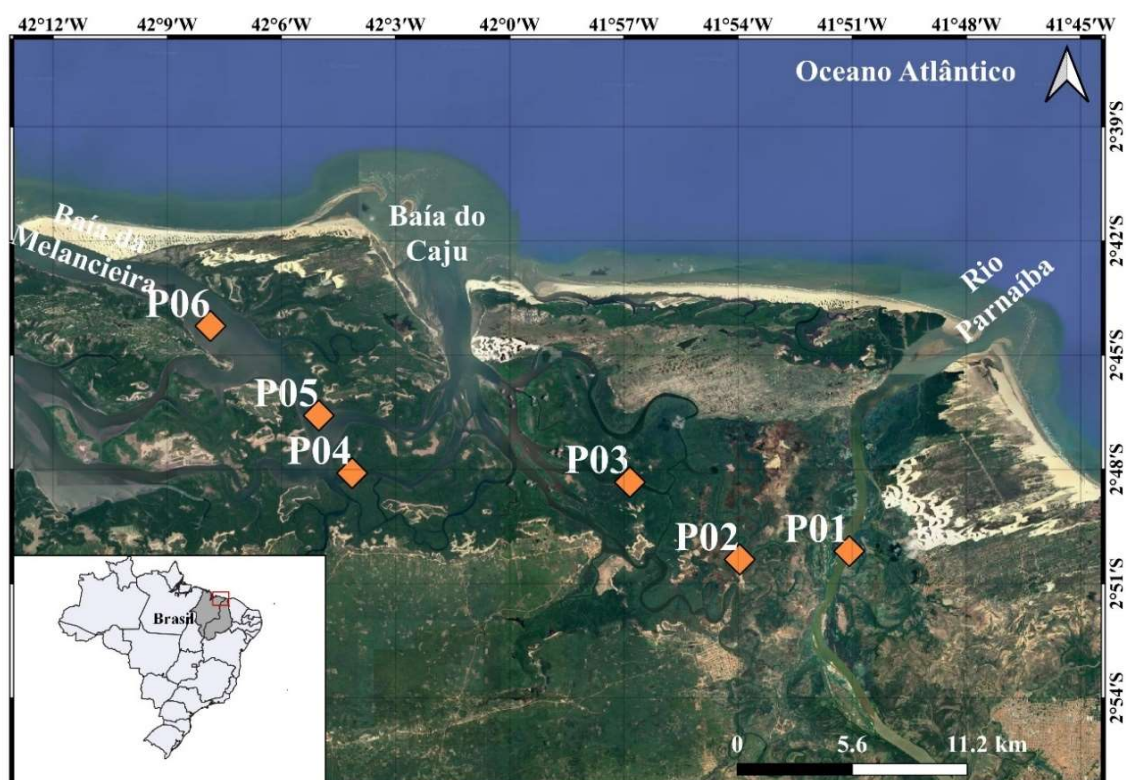 42°12'W 42°9'W 42°6'W 42°3'W 42°0'W 41°57'W 41°54'W 41°51'W 41°48'W 41°45'W
Oceano Atlântico
2°39'S
Baía da
Melancieira
Baía do
Caju
2°42'S
Rio
Parnaíba
P06
2°45'S
P05
P04
P03
2°48'S
P02
P01
2°51'S
Brasil
2°54'S
0 5.6 11.2 km